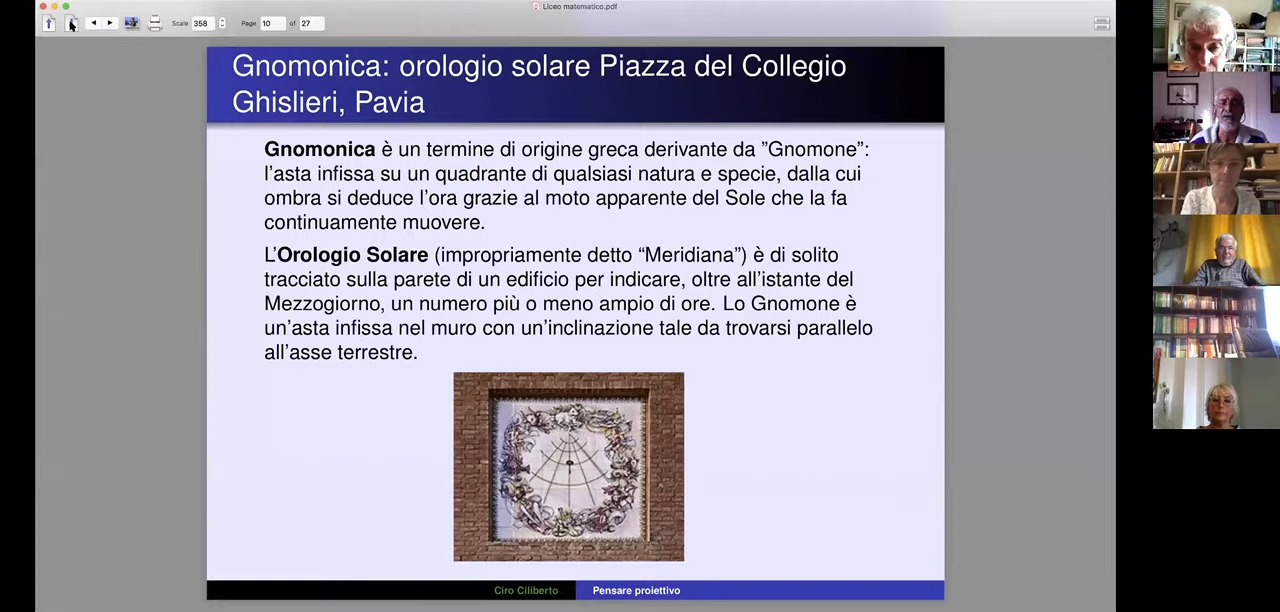 Liceo matematico.pdf
Scale 358 Page 10 of 27
Gnomonica: orologio solare Piazza del Collegio
Ghislieri, Pavia
Gnomonica è un termine di origine greca derivante da ”Gnomone”:
l’asta infissa su un quadrante di qualsiasi natura e specie, dalla cui
ombra si deduce l’ora grazie al moto apparente del Sole che la fa
continuamente muovere.
L’Orologio Solare (impropriamente detto “Meridiana”) è di solito
tracciato sulla parete di un edificio per indicare, oltre all’istante del
Mezzogiorno, un numero più o meno ampio di ore. Lo Gnomone è
un’asta infissa nel muro con un’inclinazione tale da trovarsi parallelo
all’asse terrestre.
Ciro Ciliberto Pensare proiettivo